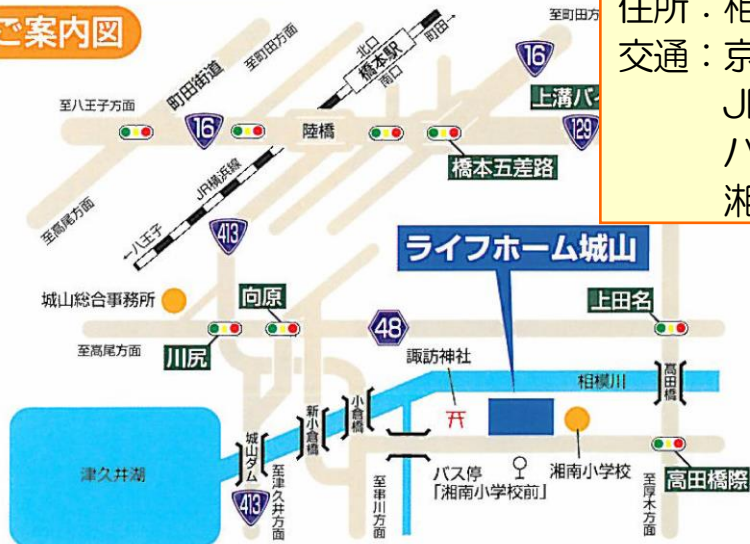 ご案内図
至町田方
住所：相
交通：京
JR
町田街道
至町田方面
北口
橋本駅
南口
町田→
16
至八王子方面
16
陸橋
129
橋本五差路
JR横浜線
至高尾方面
←八王子
413
ライフホーム城山
城山総合事務所
向原
上田名
川尻
48
至高尾方面
諏訪神社
相模川
高田橋
小倉橋
新小倉橋
城山ダム
津久井湖
バス停
「湘南小学校前」
湘南小学校
高田橋際
413
至津久井方面
至串川方面
至厚木方面